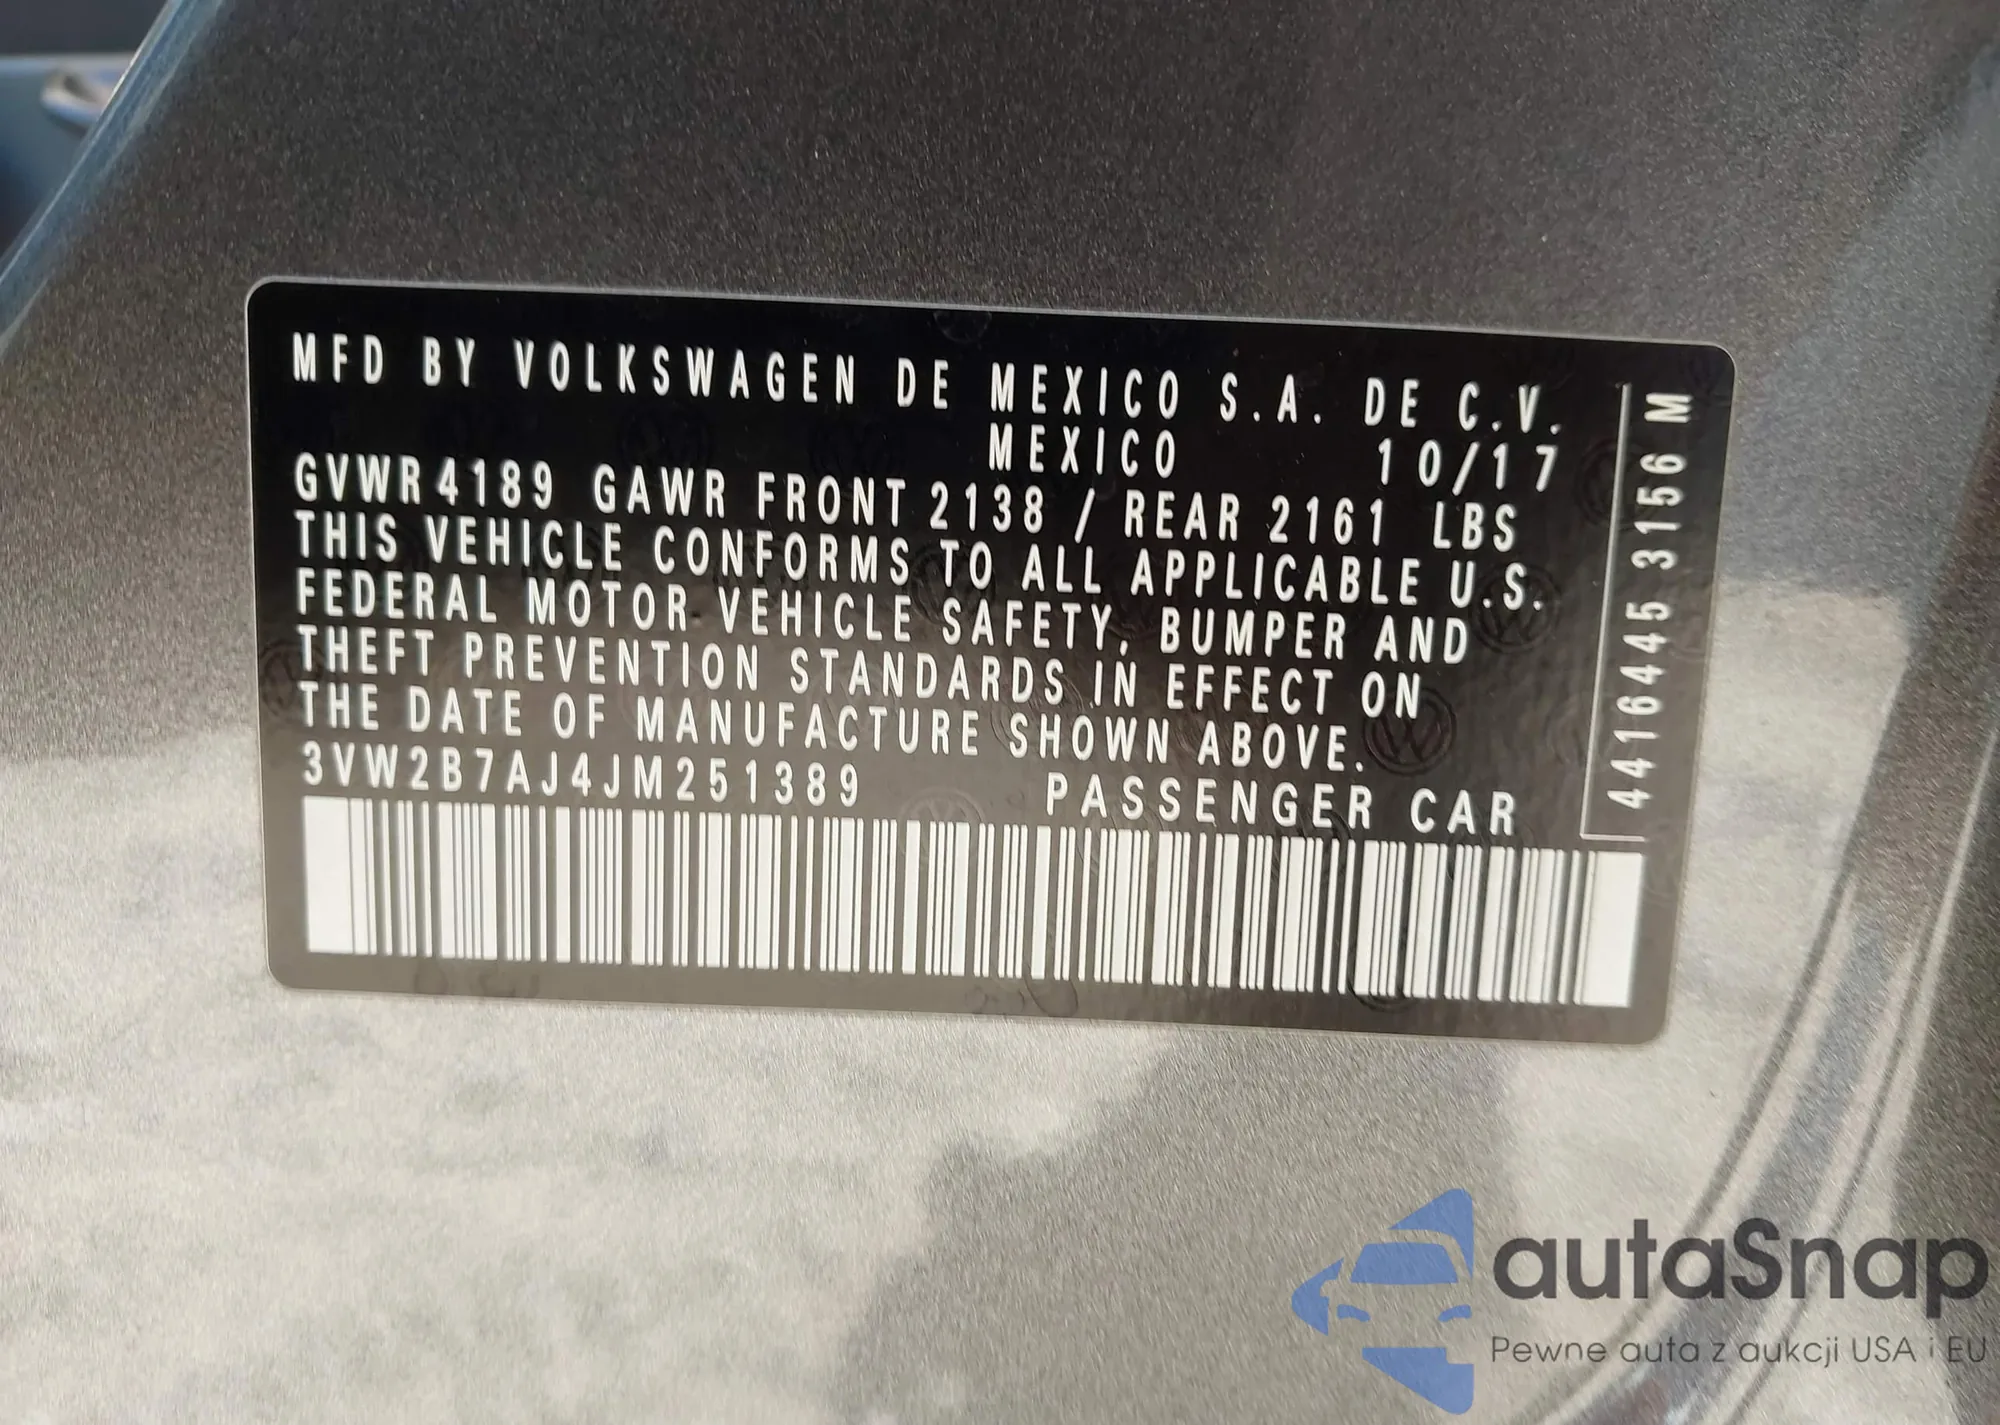 MFD BY VOLKSWAGEN DE MEXICO S.A. DE C.V.
MEXICO 10/17
GVWR4189 GAWR FRONT 2138 / REAR 2161 LBS
THIS VEHICLE CONFORMS TO ALL APPLICABLE U.S.
FEDERAL MOTOR VEHICLE SAFETY, BUMPER AND
THEFT PREVENTION STANDARDS IN EFFECT ON
THE DATE OF MANUFACTURE SHOWN ABOVE.
3VW2B7AJ4JM251389 PASSENGER CAR
4416445 3156 M
autaSnap
Pewne auta z aukcji USA i EU